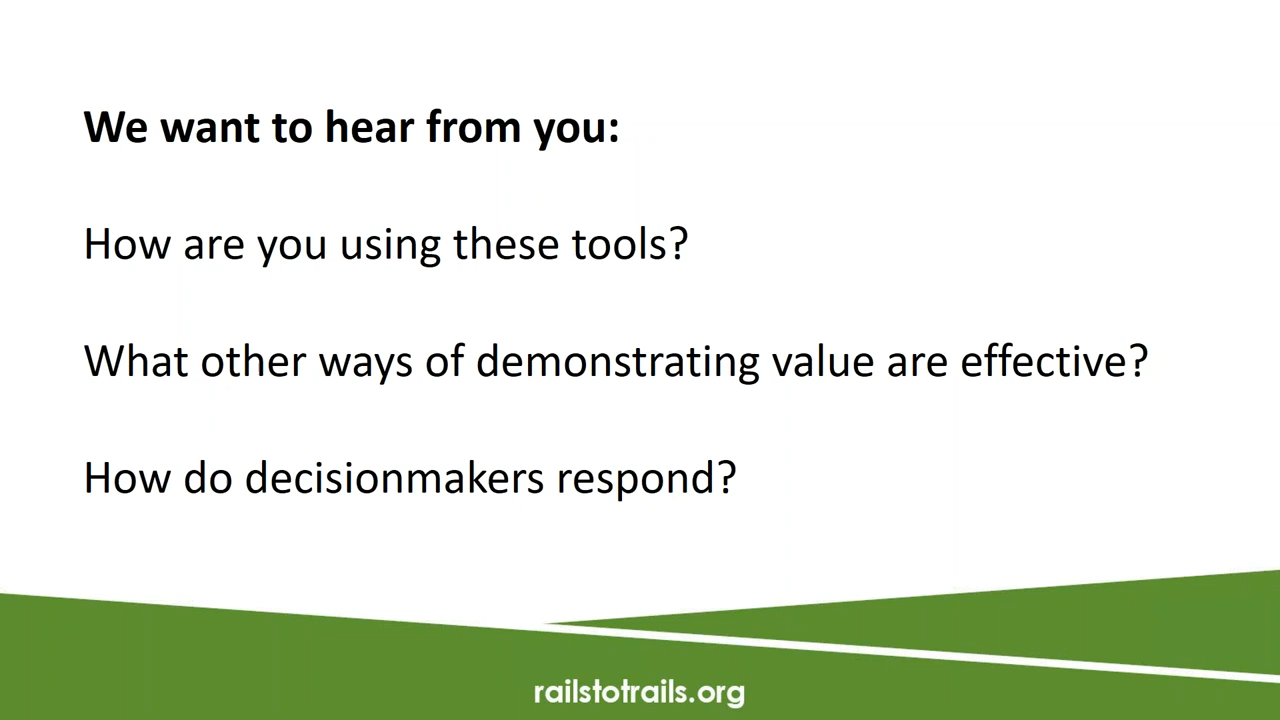 We want to hear from you:
How are you using these tools?
What other ways of demonstrating value are effective?
How do decisionmakers respond?
railstotrails.org